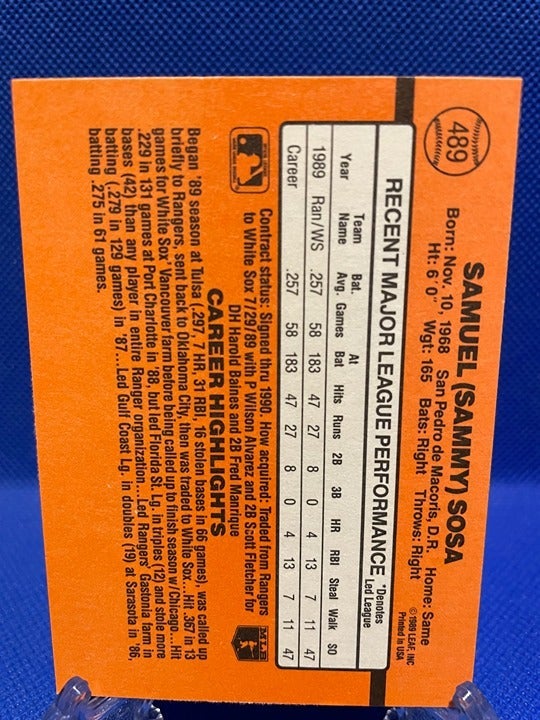 489
SAMUEL (SAMMY) SOSA
Born: Nov. 10, 1968 San Pedro de Macoris, D.R. Home: Same
Ht: 6'0" Wgt: 165 Bats: Right Throws: Right
©1989 LEAF, INC.
Printed in USA
RECENT MAJOR LEAGUE PERFORMANCE *Denotes Led League
Year Team Name Bat. Avg. Games At Bat Hits Runs 2B 3B HR RBI Steal Walk SO
1989 Ran/WS .257 58 183 47 27 8 0 4 13 7 11 47
Career .257 58 183 47 27 8 0 4 13 7 11 47
Contract status: Signed thru 1990. How acquired: Traded from Rangers
to White Sox 7/29/89 with P Wilson Alvarez and 2B Scott Fletcher for
DH Harold Baines and 2B Fred Manrique
MLB
CAREER HIGHLIGHTS
Began '89 season at Tulsa (.297, 7 HR, 31 RBI, 16 stolen bases in 66 games), was called up
briefly to Rangers, sent back to Oklahoma City, then was traded to White Sox...Hit .367 in 13
games for White Sox' Vancouver farm before being called up to finish season w/Chicago...Hit
.229 in 131 games at Port Charlotte in '88, but led Florida St. Lg. in triples (12) and stole more
bases (42) than any player in entire Ranger organization....Led Rangers' Gastonia farm in
batting (.279 in 129 games) in '87...Led Gulf Coast Lg. in doubles (19) at Sarasota in '86,
batting .275 in 61 games.